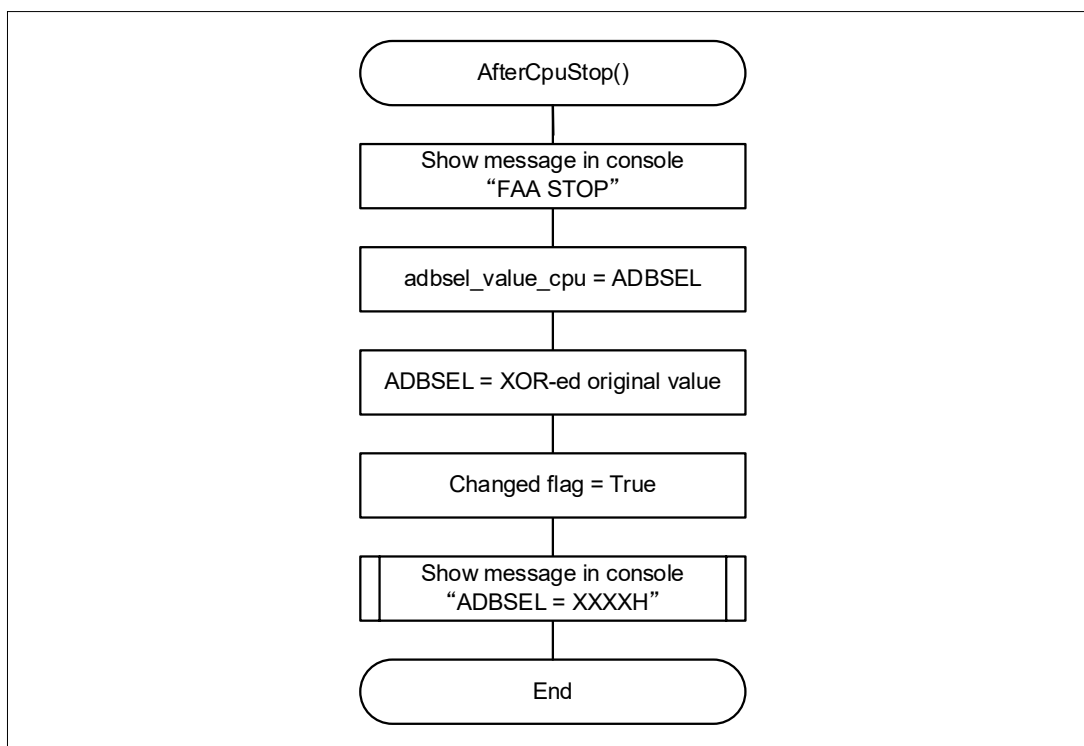 AfterCpuStop()
Show message in console
“FAA STOP”
adbsel_value_cpu = ADBSEL
ADBSEL = XOR-ed original value
Changed flag = True
Show message in console
“ADBSEL = XXXXH”
End